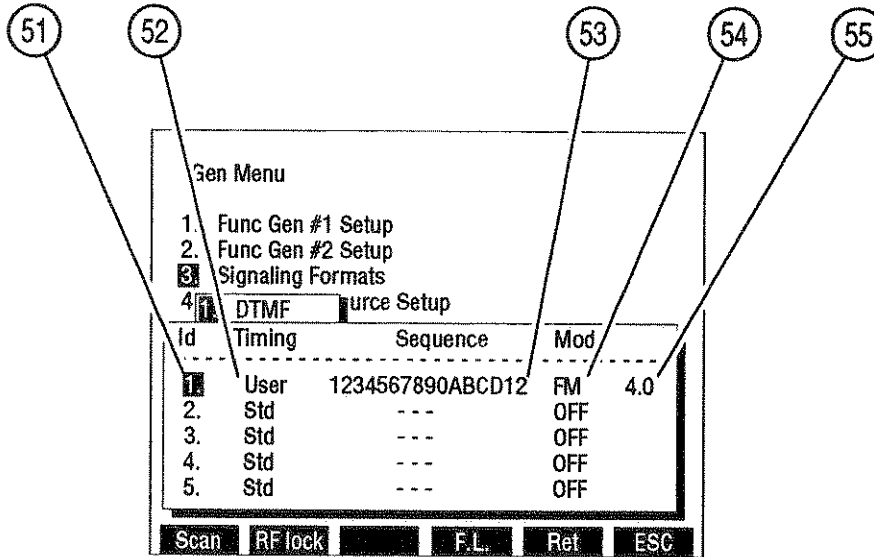 51 52 53 54 55
Gen Menu
1. Func Gen #1 Setup
2. Func Gen #2 Setup
3. Signaling Formats
4 urce Setup
1. DTMF
Id Timing Sequence Mod
1. User 1234567890ABCD12 FM 4.0
2. Std - - - OFF
3. Std - - - OFF
4. Std - - - OFF
5. Std - - - OFF
Scan RF lock F.L. Ret ESC